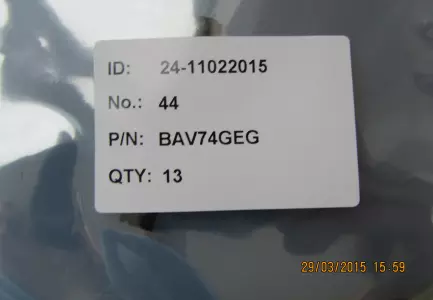 ID: 24-11022015
No.: 44
P/N: BAV74GEG
QTY: 13
29/03/2015 15:59